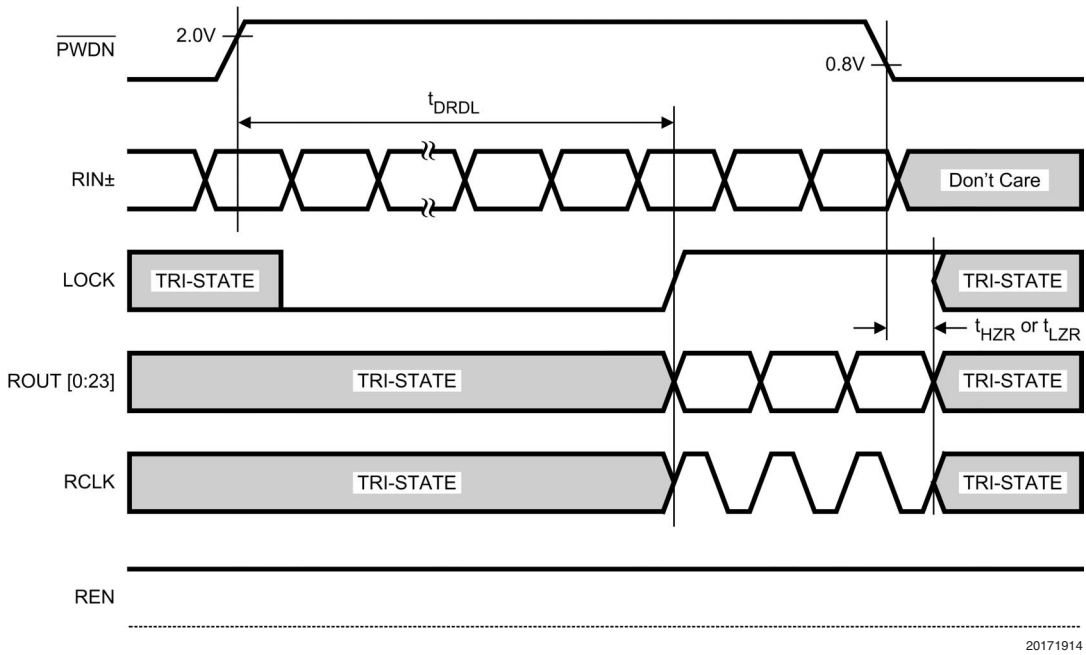 PWDN
2.0V
0.8V
tDRDL
RIN±
Don't Care
LOCK
TRI-STATE
TRI-STATE
tHZR or tLZR
ROUT [0:23]
TRI-STATE
TRI-STATE
RCLK
TRI-STATE
TRI-STATE
REN
20171914